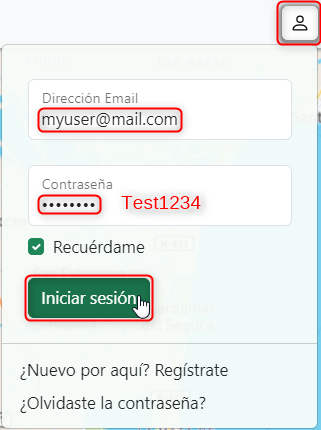 Dirección Email
myuser@mail.com
Contraseña
•••••••• Test1234
Recuérdame
Iniciar sesión
¿Nuevo por aquí? Regístrate
¿Olvidaste la contraseña?